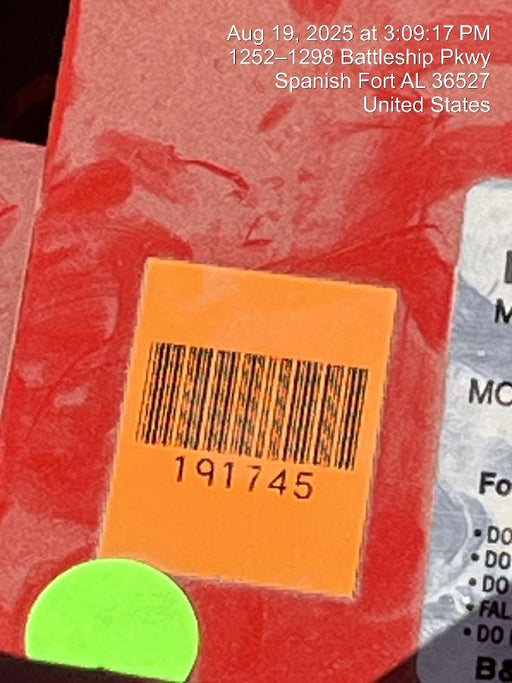 Aug 19, 2025 at 3:09:17 PM
1252–1298 Battleship Pkwy
Spanish Fort AL 36527
United States
191745
MO
Fo
• DO
• DO
• DO
• FAL
• DO
B&